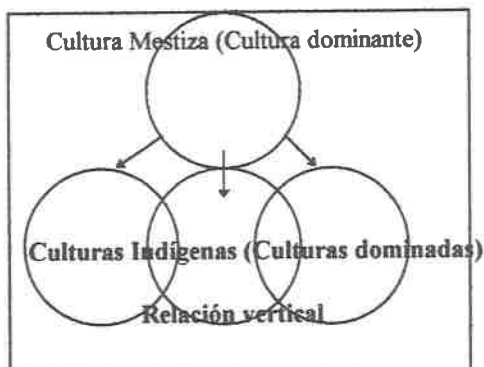 Cultura Mestiza (Cultura dominante)
Culturas Indígenas (Culturas dominadas)
Relación vertical